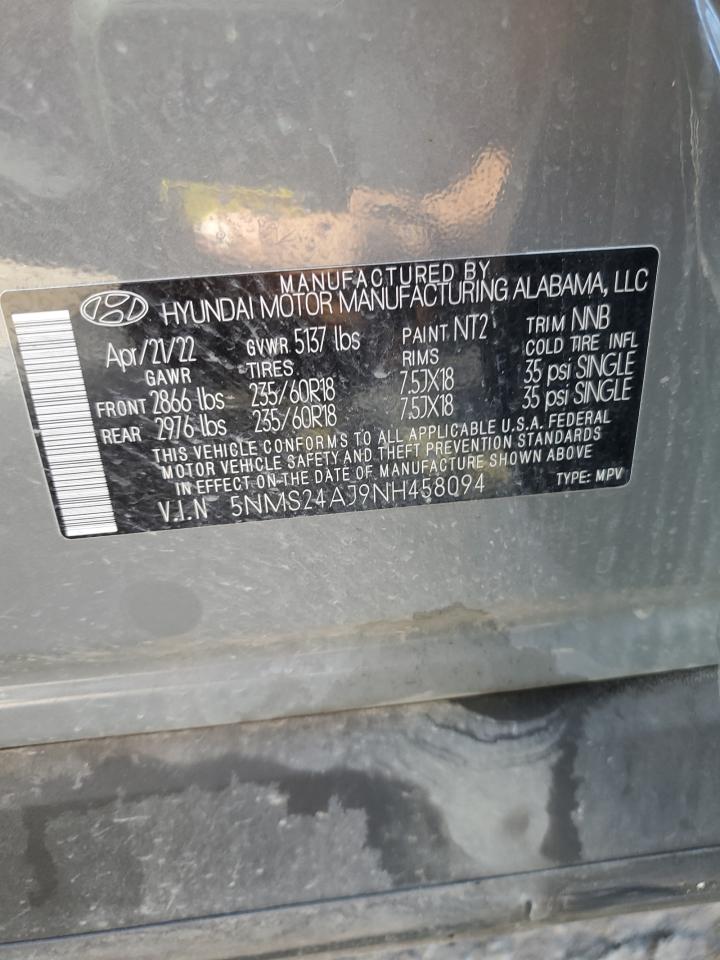 MANUFACTURED BY
HYUNDAI MOTOR MANUFACTURING ALABAMA, LLC
Apr/21/22 GVWR 5137 lbs PAINT NT2 TRIM NNB
GAWR TIRES RIMS COLD TIRE INFL
FRONT 2866 lbs 235/60R18 7.5JX18 35 psi SINGLE
REAR 2976 lbs 235/60R18 7.5JX18 35 psi SINGLE
THIS VEHICLE CONFORMS TO ALL APPLICABLE U.S.A. FEDERAL
MOTOR VEHICLE SAFETY AND THEFT PREVENTION STANDARDS
IN EFFECT-ON-THE DATE OF MANUFACTURE SHOWN ABOVE
V.I.N 5NMS24AJ9NH458094 TYPE: MPV